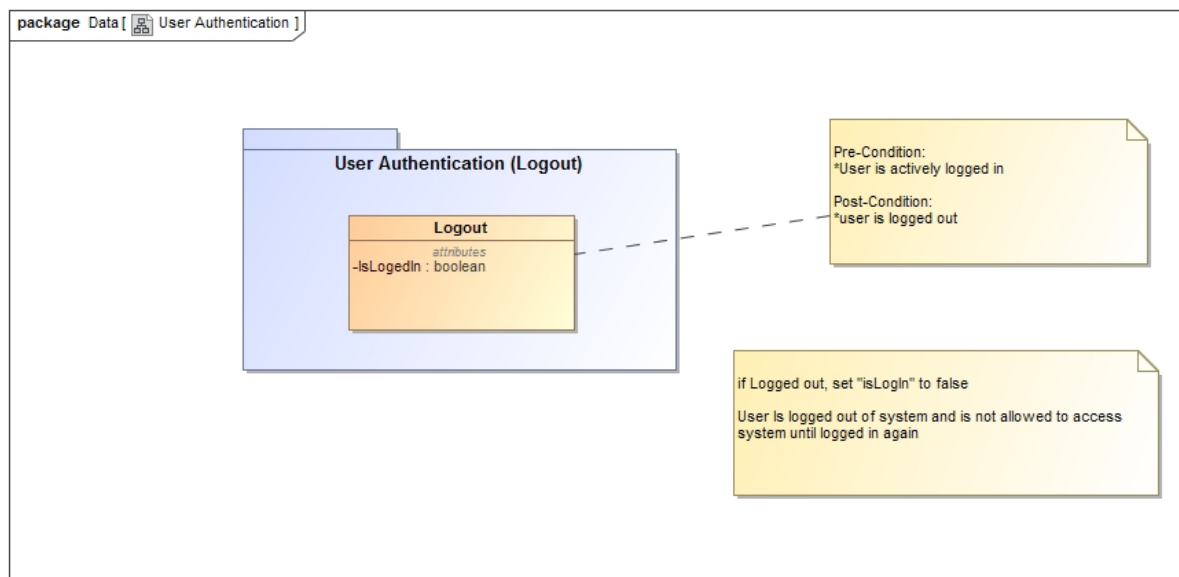 package Data [ User Authentication ]
User Authentication (Logout)
Logout
attributes
-IsLogedIn : boolean
Pre-Condition:
*User is actively logged in
Post-Condition:
*user is logged out
if Logged out, set "isLogIn" to false
User Is logged out of system and is not allowed to access
system until logged in again